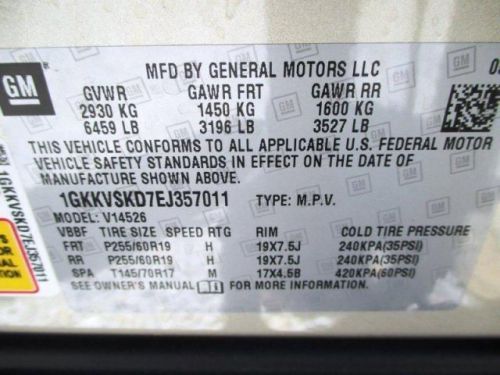 GM
MFD BY GENERAL MOTORS LLC
GVWR GAWR FRT GAWR RR
2930 KG 1450 KG 1600 KG
6459 LB 3196 LB 3527 LB
THIS VEHICLE CONFORMS TO ALL APPLICABLE U.S. FEDERAL MOTOR
VEHICLE SAFETY STANDARDS IN EFFECT ON THE DATE OF
MANUFACTURE SHOWN ABOVE.
1GKKVSKD7EJ357011 TYPE: M.P.V.
MODEL: V14526
VBBF TIRE SIZE SPEED RTG RIM COLD TIRE PRESSURE
FRT P255/60R19 H 19X7.5J 240KPA(35PSI)
RR P255/60R19 H 19X7.5J 240KPA(35PSI)
SPA T145/70R17 M 17X4.5B 420KPA(60PSI)
SEE OWNER'S MANUAL FOR MORE INFORMATION
1GKKVSKD7EJ357011